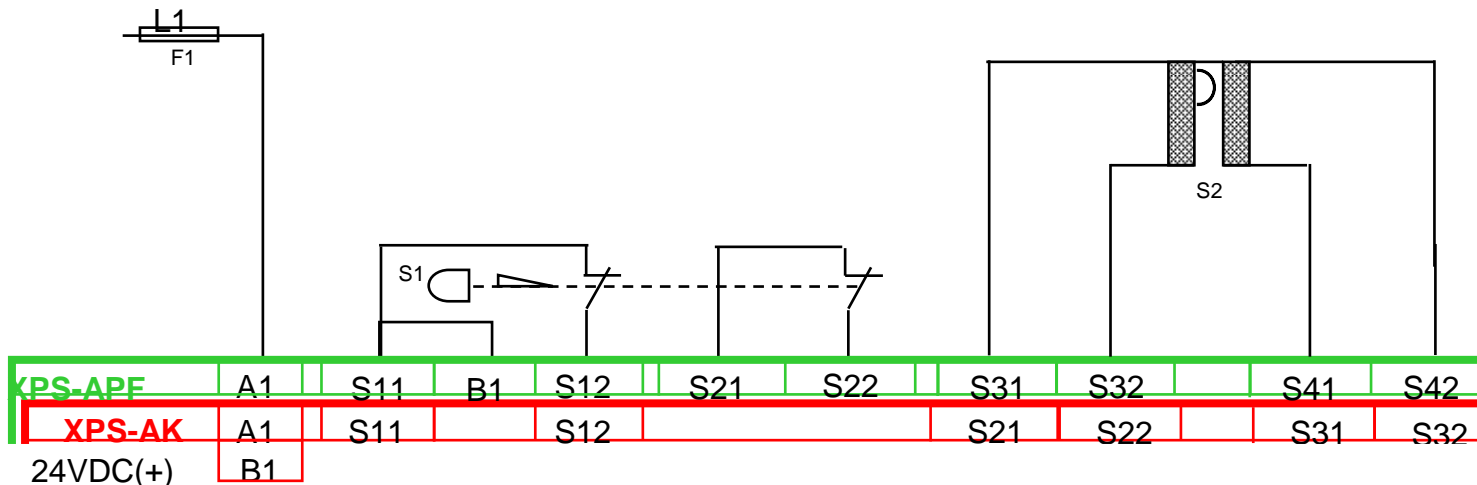 L1
F1
S2
S1
XPS-APF A1 S11 B1 S12 S21 S22 S31 S32 S41 S42
XPS-AK A1 S11 S12 S21 S22 S31 S32
24VDC(+) B1